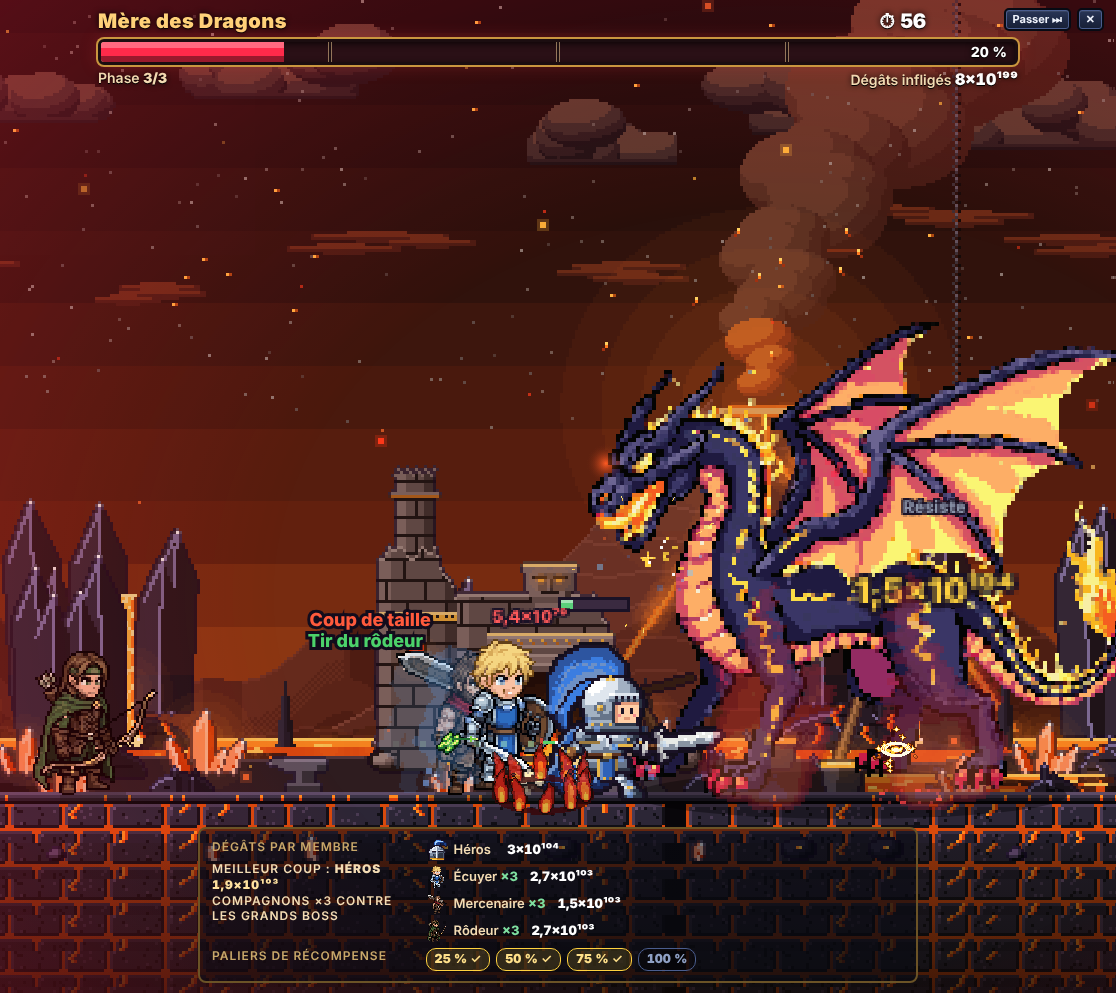 Mère des Dragons
⏱ 56
Passer ⏭
✕
20 %
Phase 3/3
Dégâts infligés 8×10¹⁹⁹
Résiste
Coup de taille
Tir du rôdeur
DÉGÂTS PAR MEMBRE
MEILLEUR COUP : HÉROS
1,9×10¹⁰³
COMPAGNONS ×3 CONTRE
LES GRANDS BOSS
Héros 3×10¹⁰⁴
Écuyer ×3 2,7×10¹⁰³
Mercenaire ×3 1,5×10¹⁰³
Rôdeur ×3 2,7×10¹⁰³
PALIERS DE RÉCOMPENSE
25 % ✓ 50 % ✓ 75 % ✓ 100 %